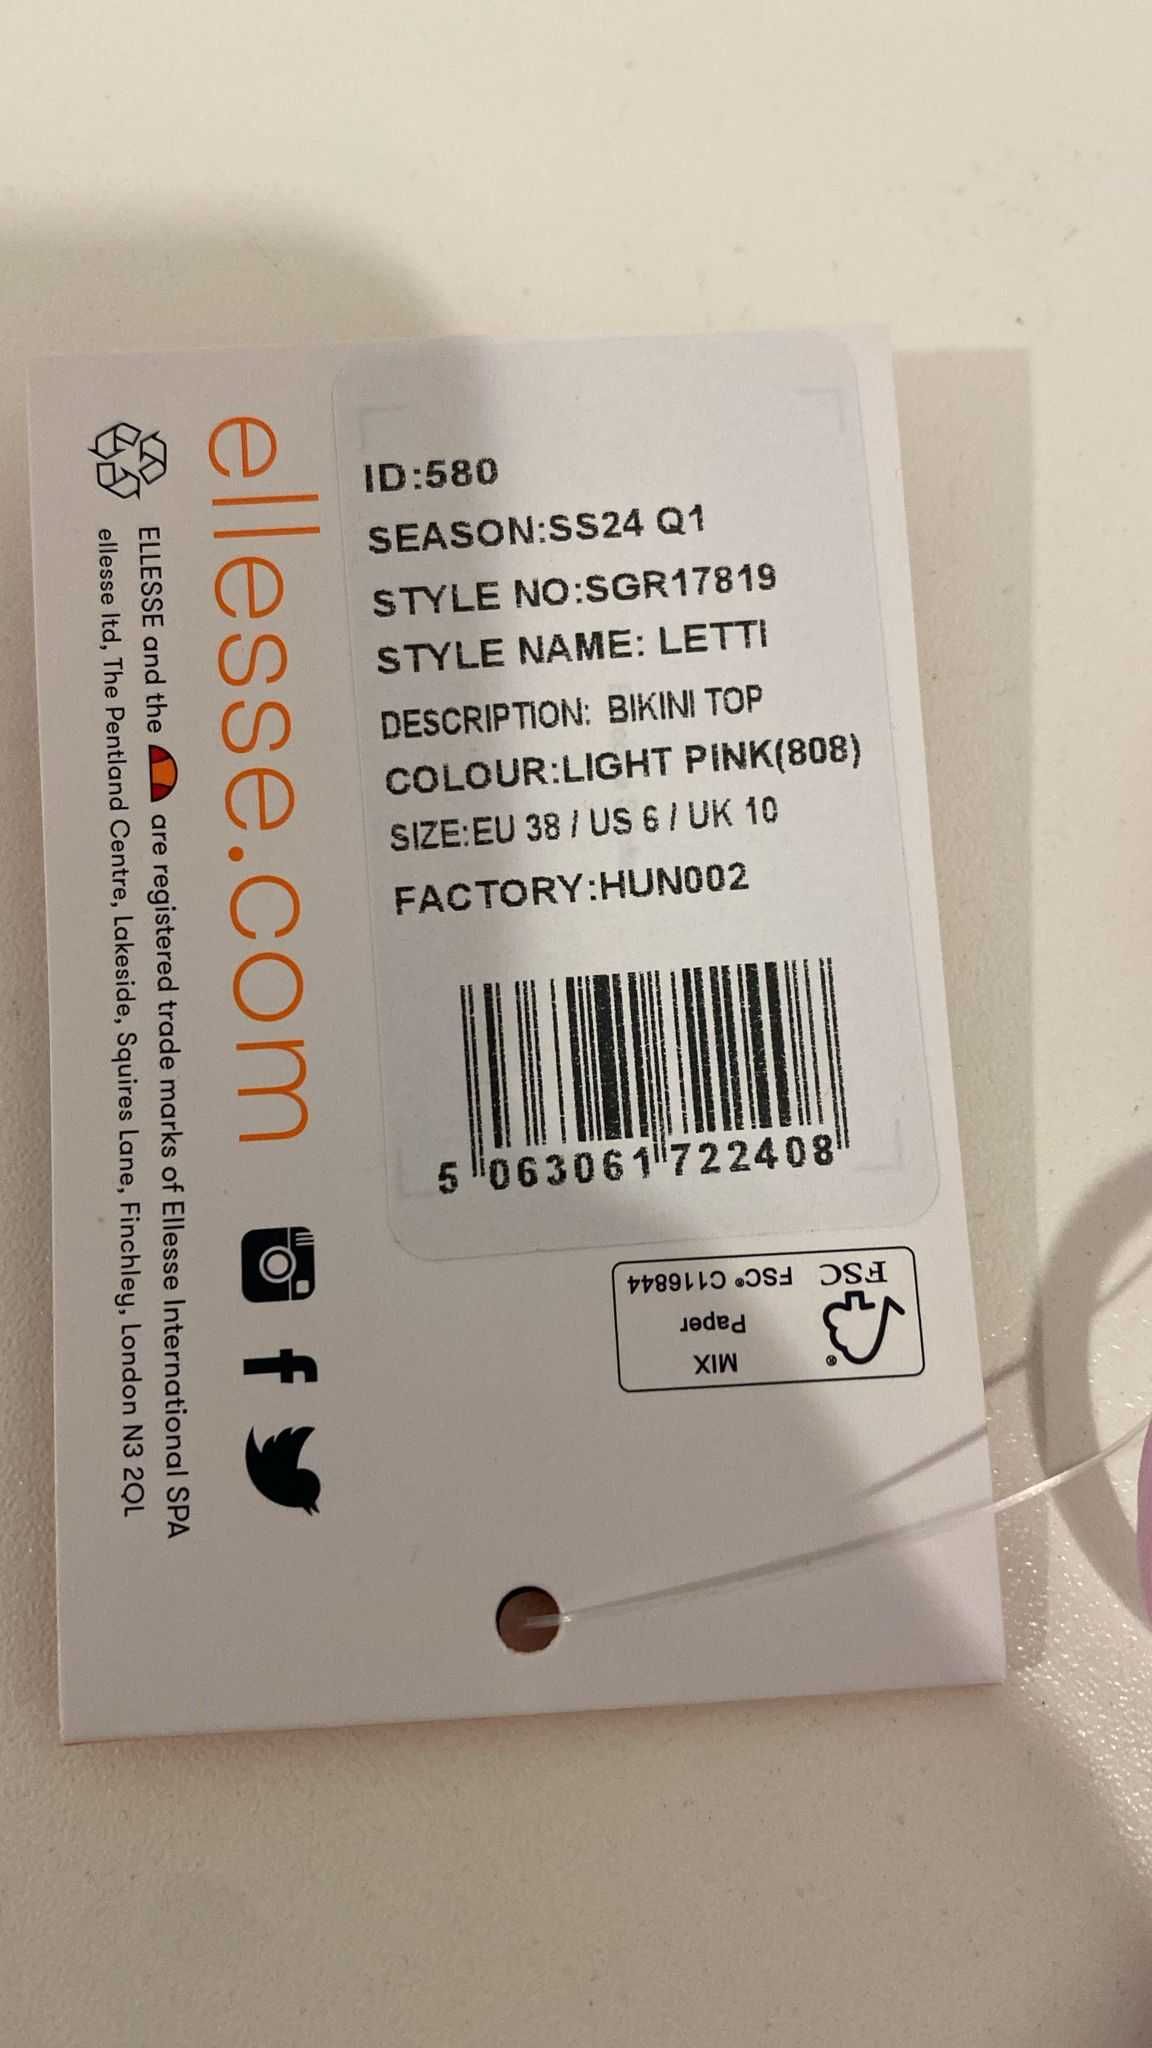 ID:580
SEASON:SS24 Q1
STYLE NO:SGR17819
STYLE NAME: LETTI
DESCRIPTION: BIKINI TOP
COLOUR:LIGHT PINK(808)
SIZE:EU 38 / US 6 / UK 10
FACTORY:HUN002
5 063061 722408
ellesse.com
ELLESSE and the are registered trade marks of Ellesse International SPA
ellesse ltd, The Pentland Centre, Lakeside, Squires Lane, Finchley, London N3 2QL
MIX
Paper
FSC® C116844
FSC
®